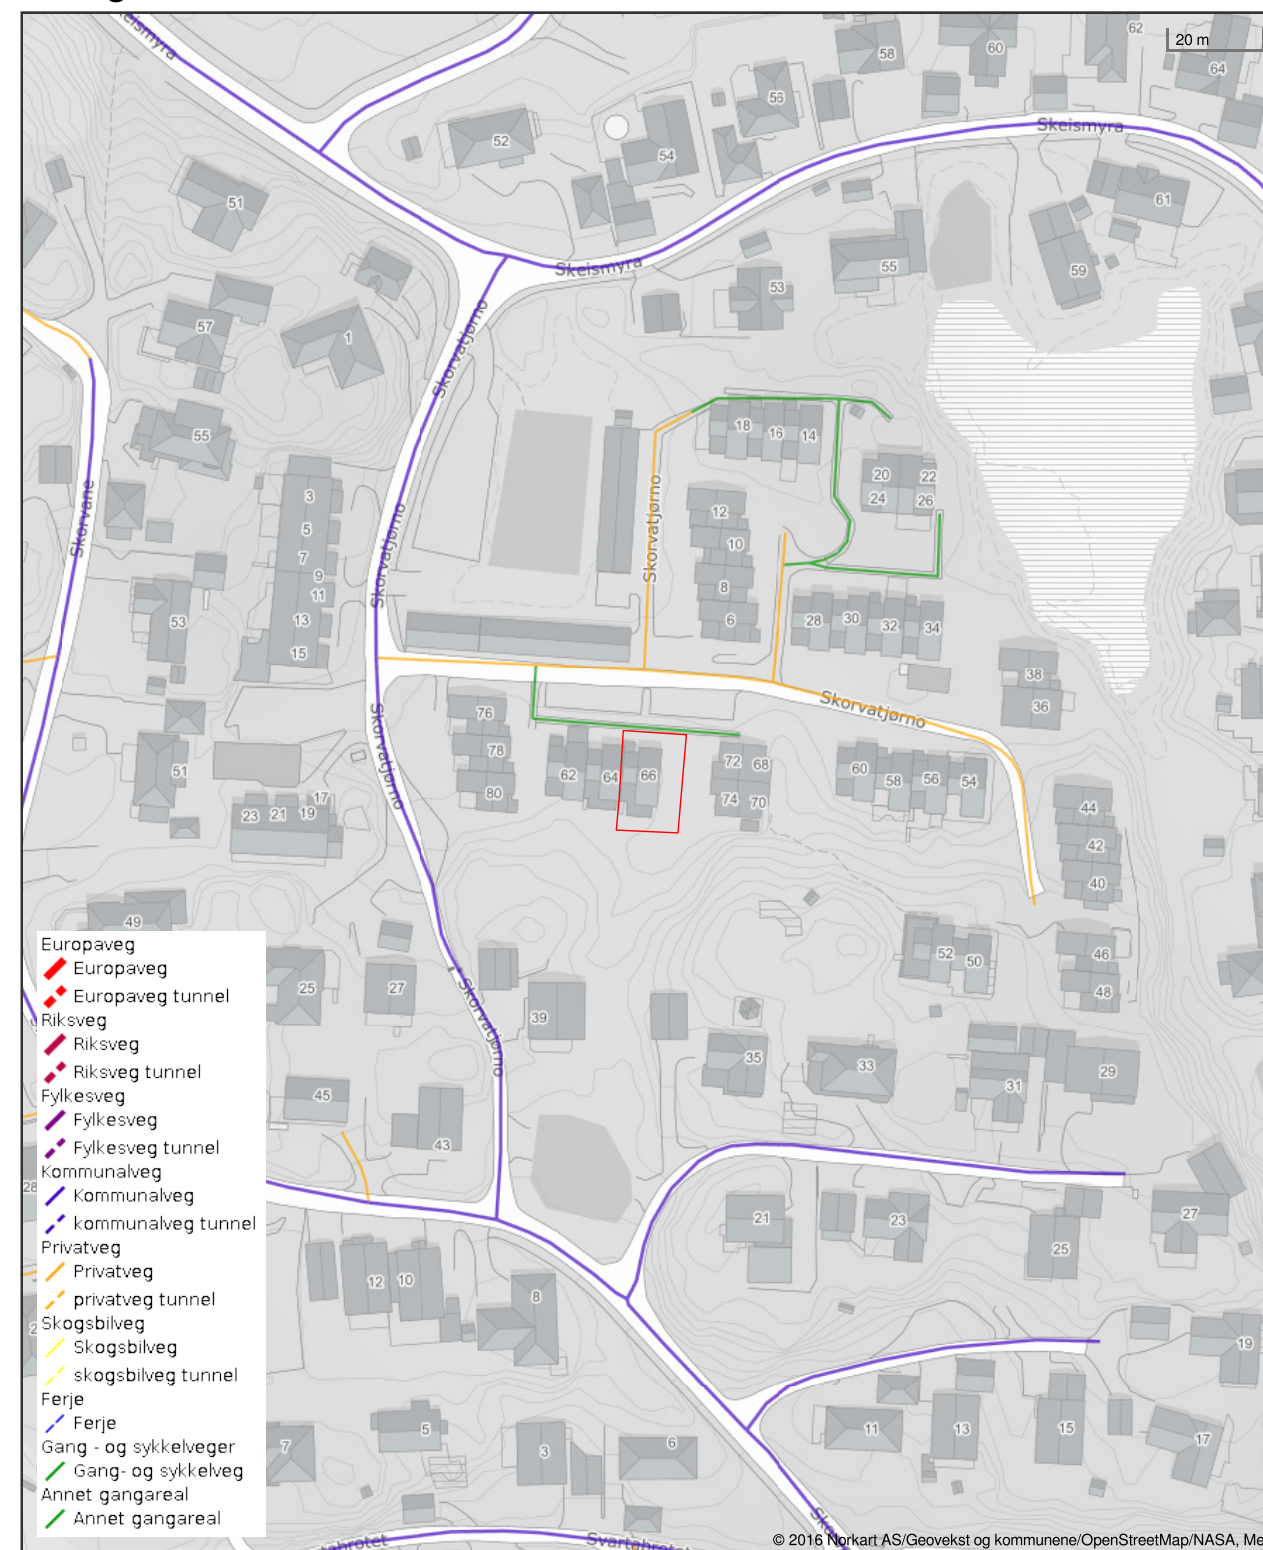 Skeismyra
20 m
58
60
62
64
56
52
54
Skeismyra
51
61
55
59
Skeismyra
53
57
1
Skorvatjørno
55
18
16
14
20
22
24
26
Skorvane
3
5
7
9
11
13
15
Skorvatjørno
Skorvatjørno
12
10
8
6
28
30
32
34
53
38
36
Skorvatjørno
76
78
80
Skorvatjørno
62
64
66
72
68
74
70
60
58
56
54
51
23
21
19
17
44
42
40
49
52
50
46
48
25
27
39
Skorvatjørno
35
33
31
29
45
43
28
21
23
25
27
12
10
8
19
7
5
3
6
11
13
15
17
Svartabrotet
Europaveg
Europaveg
Europaveg tunnel
Riksveg
Riksveg
Riksveg tunnel
Fylkesveg
Fylkesveg
Fylkesveg tunnel
Kommunalveg
Kommunalveg
kommunalveg tunnel
Privatveg
Privatveg
privatveg tunnel
Skogsbilveg
Skogsbilveg
skogsbilveg tunnel
Ferje
Ferje
Gang - og sykkelveger
Gang- og sykkelveg
Annet gangareal
Annet gangareal
© 2016 Norkart AS/Geovekst og kommunene/OpenStreetMap/NASA, Me